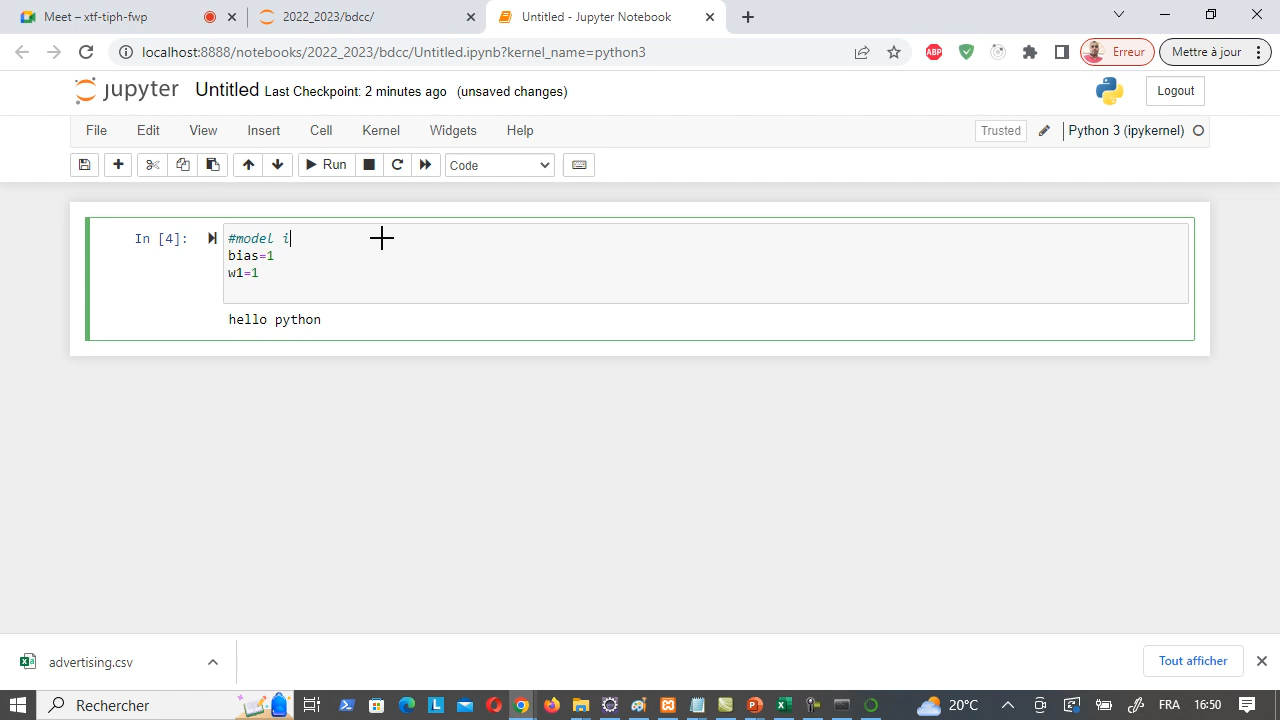 Meet – xtf-tiph-fwp
2022_2023/bdcc/
Untitled - Jupyter Notebook
localhost:8888/notebooks/2022_2023/bdcc/Untitled.ipynb?kernel_name=python3
ABP
Erreur
Mettre à jour
jupyter
Untitled
Last Checkpoint: 2 minutes ago
(unsaved changes)
Logout
File
Edit
View
Insert
Cell
Kernel
Widgets
Help
Trusted
Python 3 (ipykernel)
Run
Code
In [4]:
#model i
bias=1
w1=1
hello python
advertising.csv
Tout afficher
Rechercher
20°C
FRA
16:50